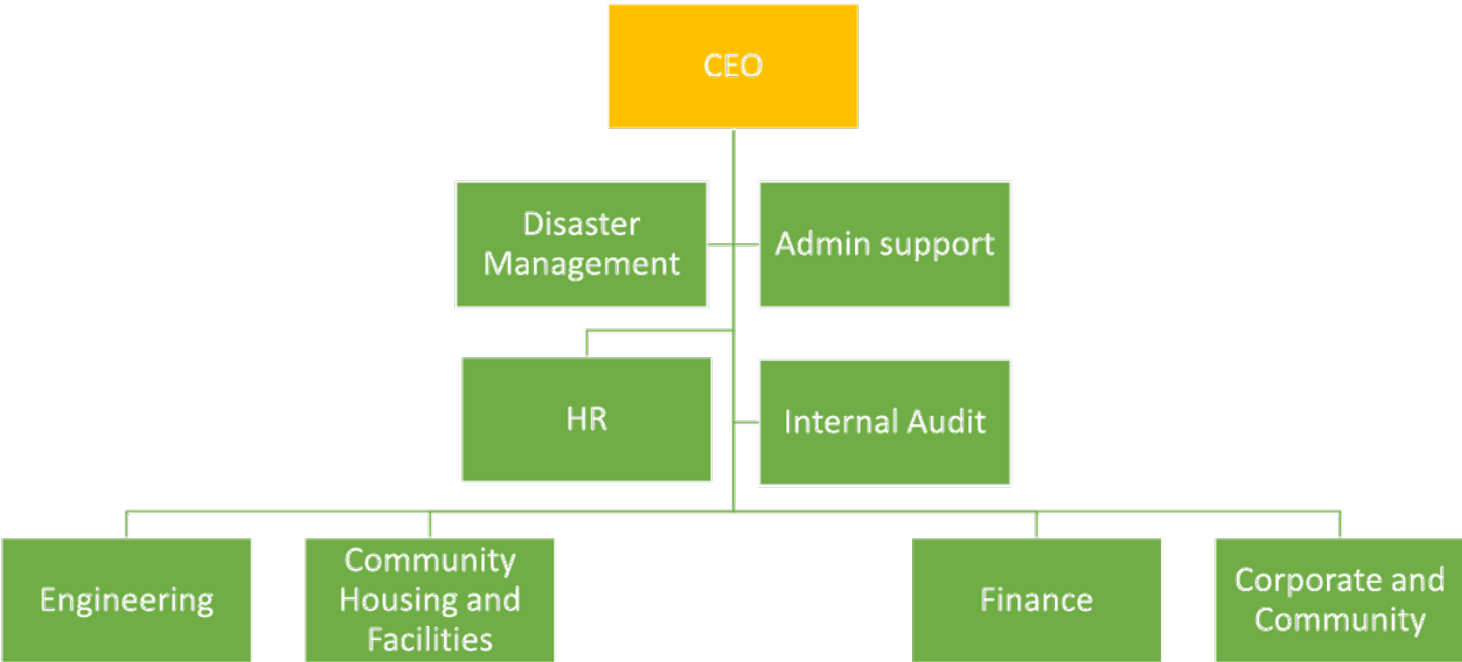 CEO
Disaster
Management
Admin support
HR
Internal Audit
Engineering
Community
Housing and
Facilities
Finance
Corporate and
Community